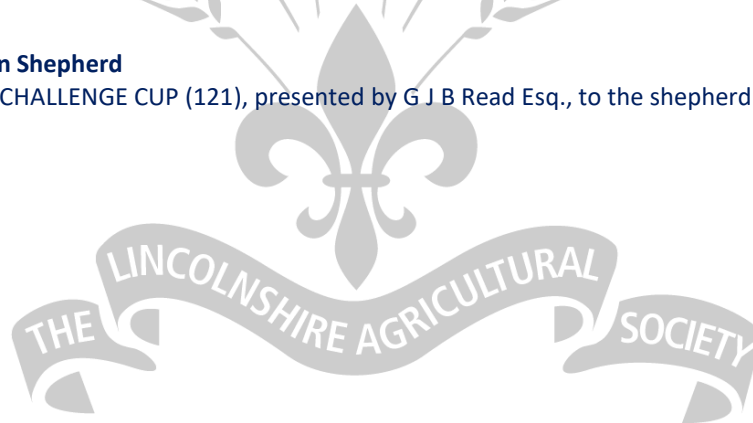 n Shepherd
CHALLENGE CUP (121), presented by G J B Read Esq., to the shepherd
THE LINCOLNSHIRE AGRICULTURAL SOCIETY